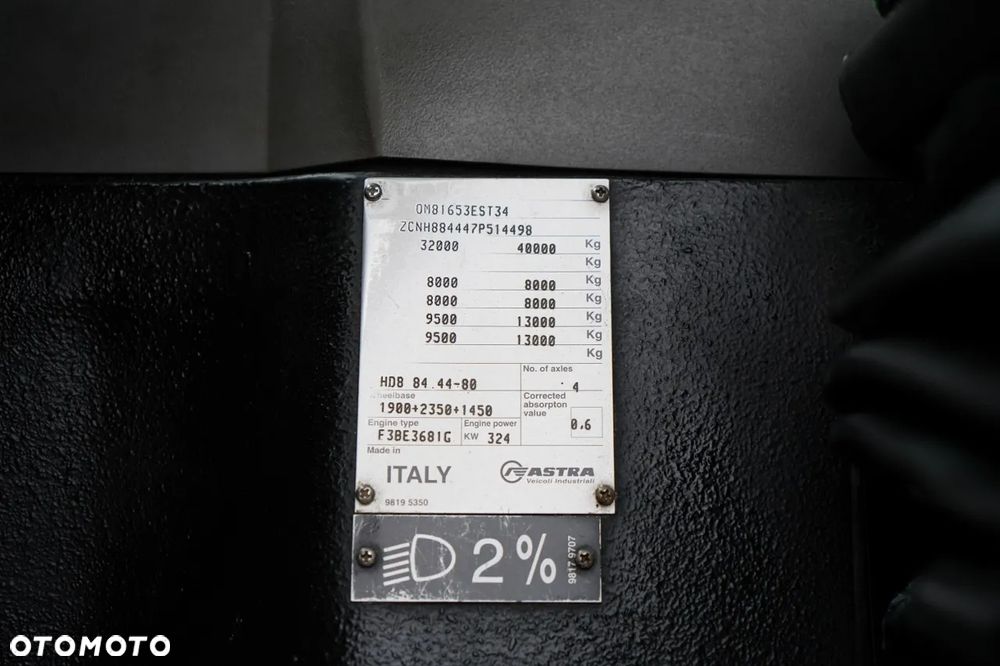 OM81653EST34
ZCNH884447P514498
32000 40000 Kg
Kg
8000 8000 Kg
8000 8000 Kg
9500 13000 Kg
9500 13000 Kg
Kg
No. of axles
HD8 84.44-80 4
Wheelbase Corrected
absorpton
1900+2350+1450 value
Engine type Engine power 0.6
F3BE3681G KW 324
Made in
ITALY ASTRA
Veicoli Industriali
9819 5350
2% 9817 9707
OTOMOTO